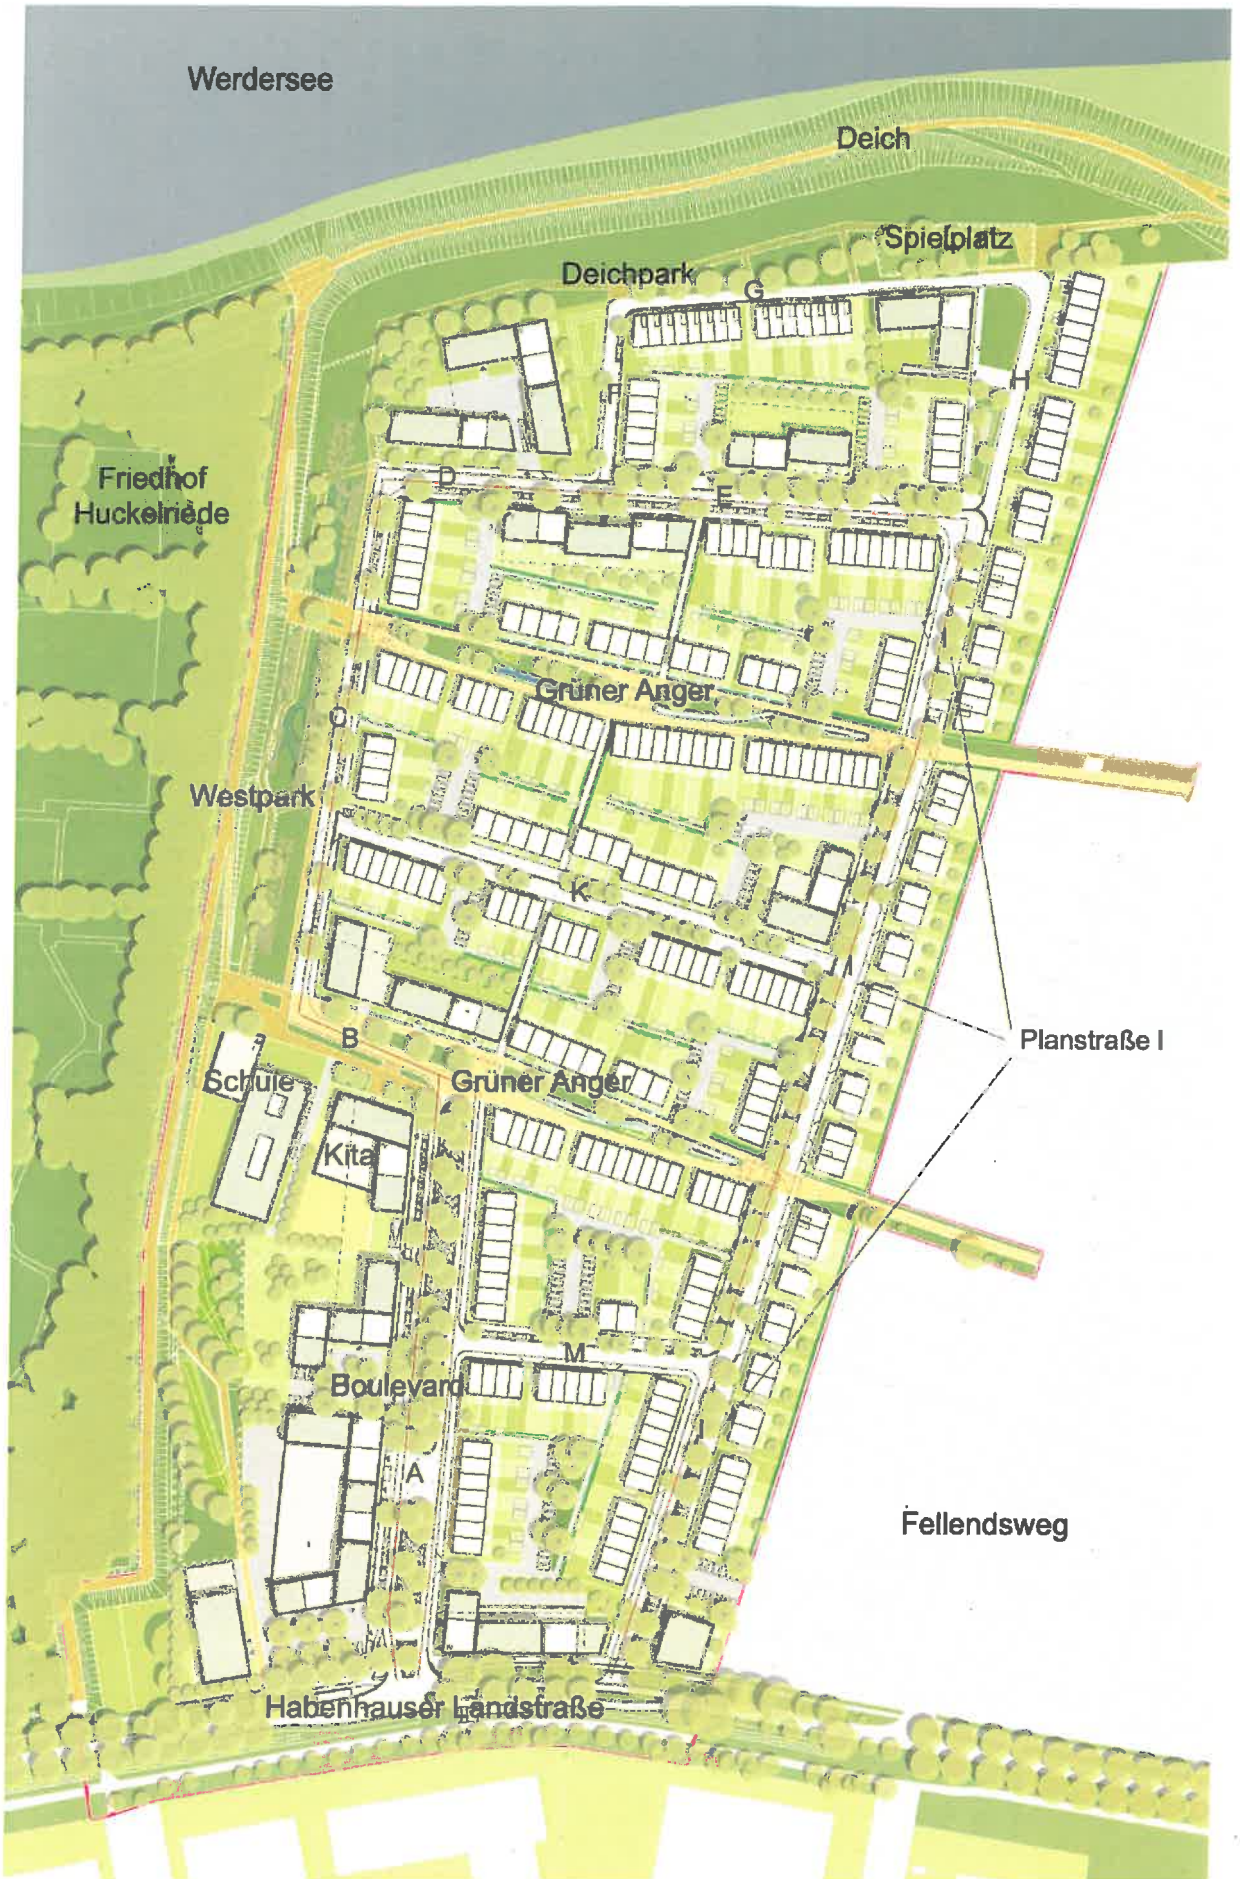 Werdersee
Deich
Spielplatz
Deichpark
G
H
F
Friedhof
Huckelriede
D
E
I
Grüner Anger
C
Westpark
K
I
B
Planstraße I
Schule
Grüner Anger
Kita
M
Boulevard
I
A
Fellendsweg
Habenhauser Landstraße